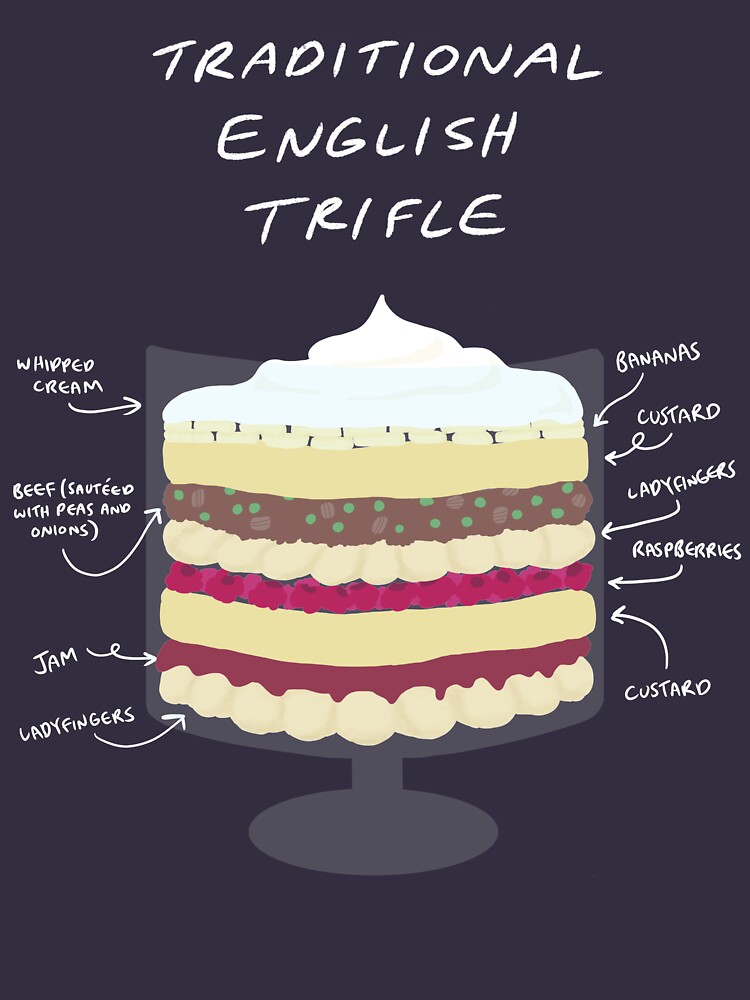 TRADITIONAL
ENGLISH
TRIFLE
WHIPPED
CREAM
BANANAS
CUSTARD
BEEF (SAUTÉED
WITH PEAS AND
ONIONS)
LADYFINGERS
RASPBERRIES
JAM
CUSTARD
LADYFINGERS